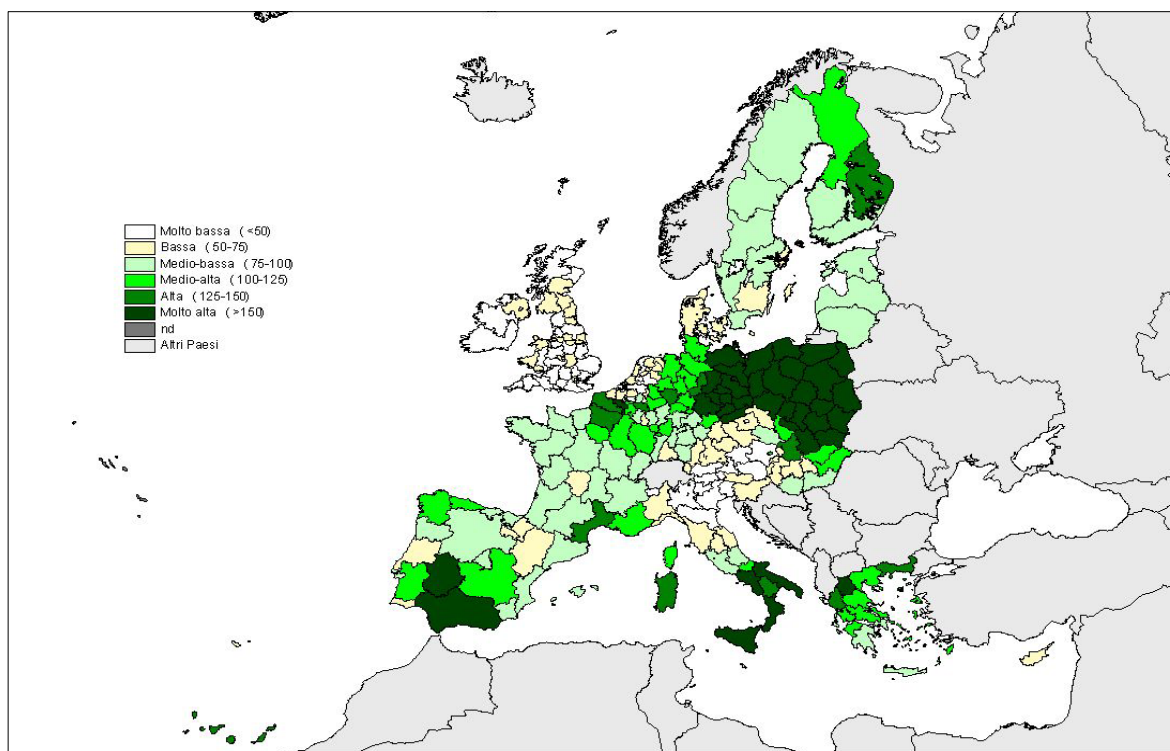 Molto bassa (<50)
Bassa (50-75)
Medio-bassa (75-100)
Medio-alta (100-125)
Alta (125-150)
Molto alta (>150)
nd
Altri Paesi